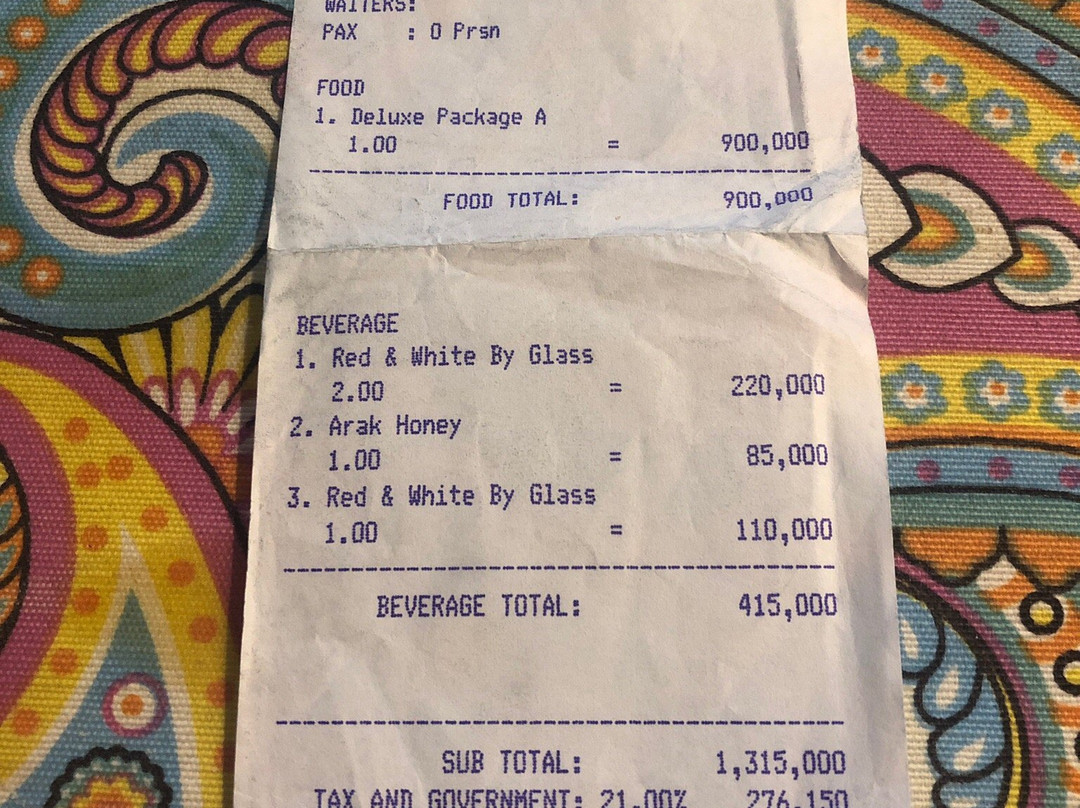 WAITERS:
PAX : 0 Prsn
FOOD
1. Deluxe Package A
1.00 = 900,000
FOOD TOTAL: 900,000
BEVERAGE
1. Red & White By Glass
2.00 = 220,000
2. Arak Honey
1.00 = 85,000
3. Red & White By Glass
1.00 = 110,000
BEVERAGE TOTAL: 415,000
SUB TOTAL: 1,315,000
TAX AND GOVERNMENT: 21.00% 276,150